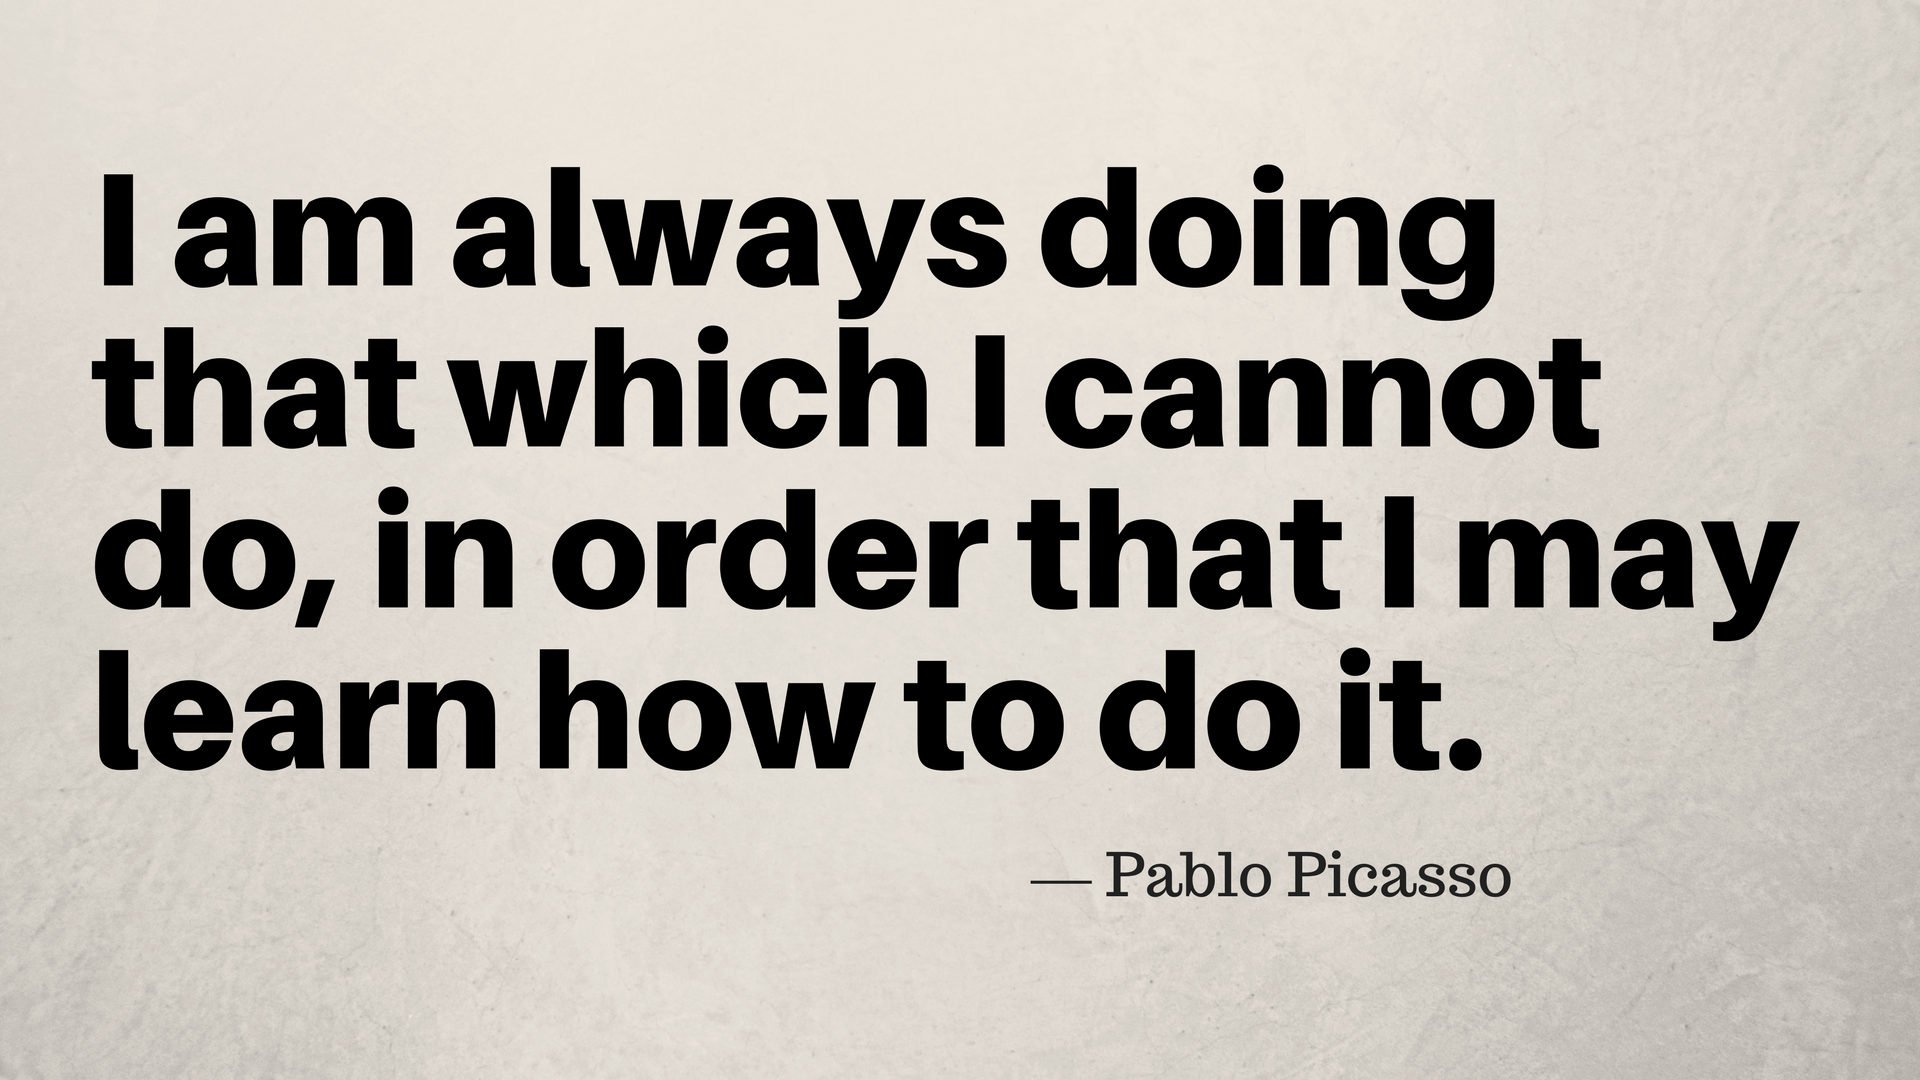 I am always doing
that which I cannot
do, in order that I may
learn how to do it.
— Pablo Picasso